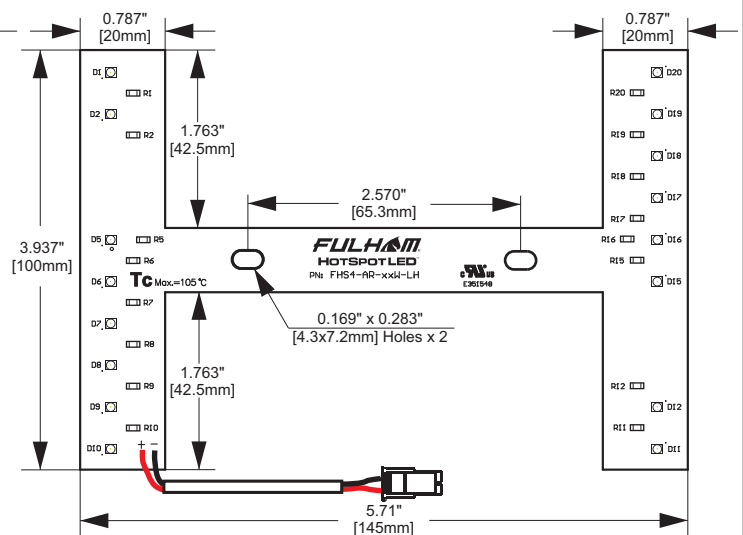 0.787"
[20mm]
0.787"
[20mm]
D1
R1
D2
R2
1.763"
[42.5mm]
D20
R20
D19
R19
D18
R18
D17
R17
R16
D16
R15
D15
2.570"
[65.3mm]
3.937"
[100mm]
D5
R5
R6
D6
Tc Max.=105℃
R7
D7
R8
D8
R9
D9
R10
D10
+ −
FULHAM
HOTSPOT LED
PN: FHS4-AR-xxW-LH
c RU us
E351548
0.169" x 0.283"
[4.3x7.2mm] Holes x 2
1.763"
[42.5mm]
R12
D12
R11
D11
5.71"
[145mm]